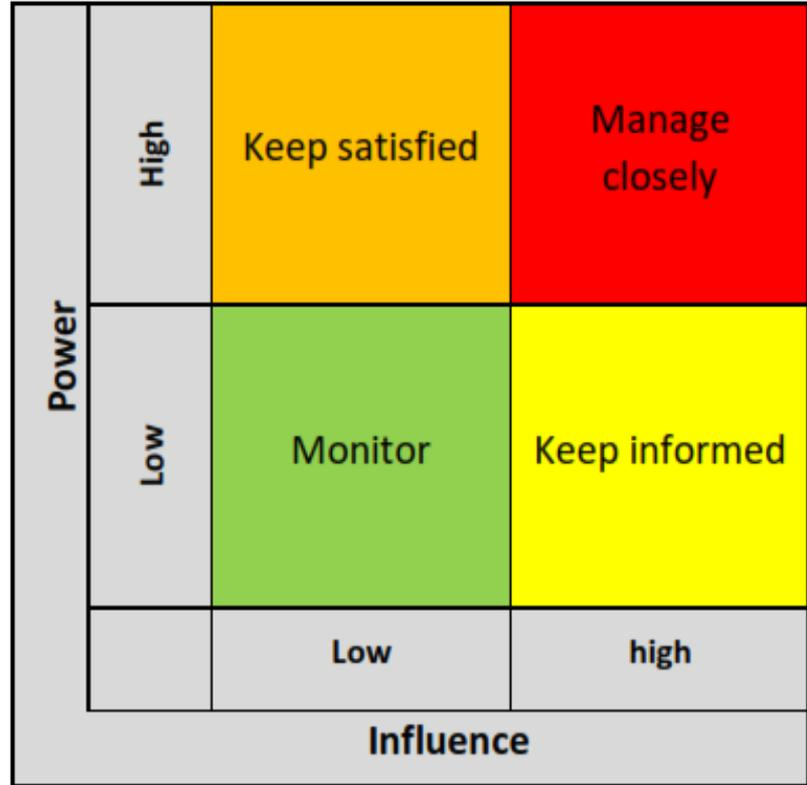 Power
High
Keep satisfied
Manage
closely
Low
Monitor
Keep informed
Low
high
Influence